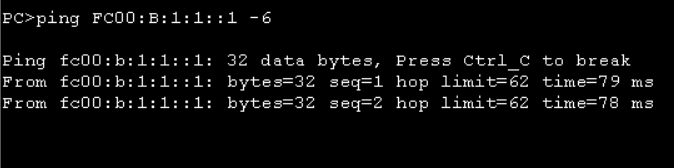 PC>ping FC00:B:1:1::1 -6
Ping fc00:b:1:1::1: 32 data bytes, Press Ctrl_C to break
From fc00:b:1:1::1: bytes=32 seq=1 hop limit=62 time=79 ms
From fc00:b:1:1::1: bytes=32 seq=2 hop limit=62 time=78 ms